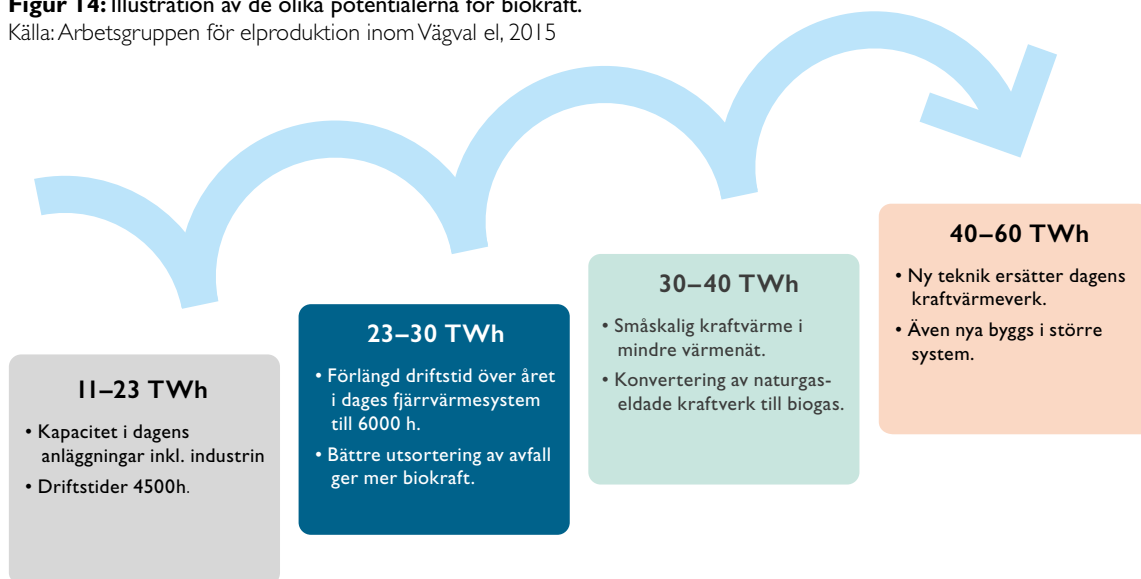 Figur 14: Illustration av de olika potentialerna för biokraft.
Källa: Arbetsgruppen för elproduktion inom Vägval el, 2015
11–23 TWh
• Kapacitet i dagens
anläggningar inkl. industrin
• Driftstider 4500h.
23–30 TWh
• Förlängd driftstid över året
i dages fjärrvärmesystem
till 6000 h.
• Bättre utsortering av avfall
ger mer biokraft.
30–40 TWh
• Småskalig kraftvärme i
mindre värmenät.
• Konvertering av naturgas-
eldade kraftverk till biogas.
40–60 TWh
• Ny teknik ersätter dagens
kraftvärmeverk.
• Även nya byggs i större
system.